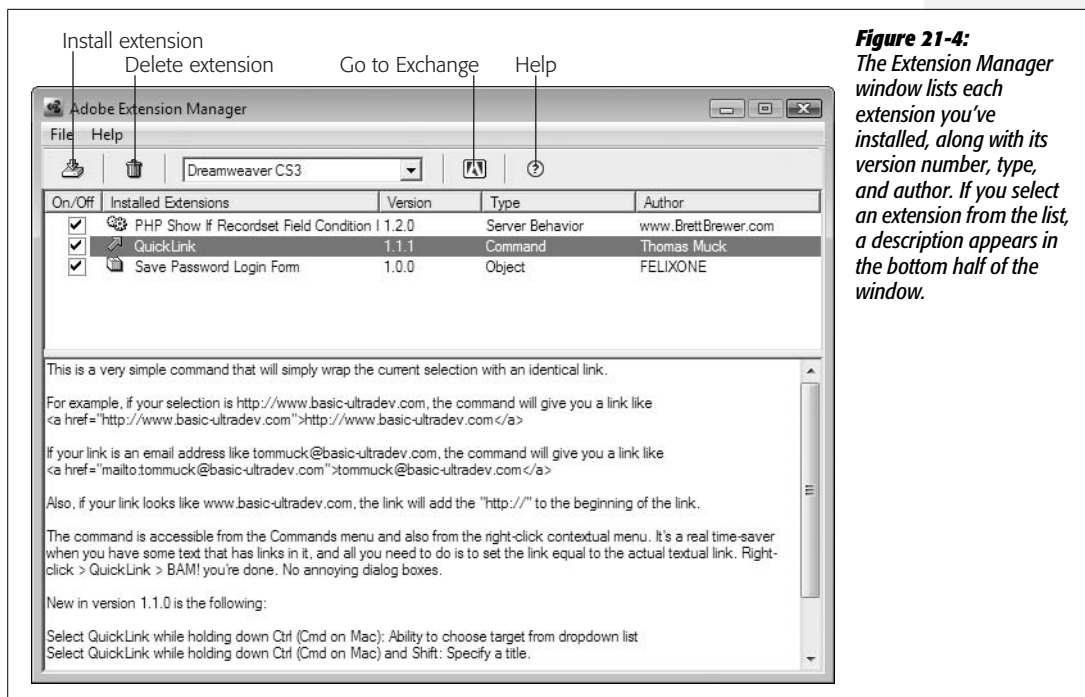 Install extension
Delete extension
Go to Exchange
Help
Adobe Extension Manager
File Help
Dreamweaver CS3
On/Off Installed Extensions Version Type Author
PHP Show If Recordset Field Condition I 1.2.0 Server Behavior www.BrettBrewer.com
QuickLink 1.1.1 Command Thomas Muck
Save Password Login Form 1.0.0 Object FELIXONE
This is a very simple command that will simply wrap the current selection with an identical link.
For example, if your selection is http://www.basic-ultradev.com, the command will give you a link like
<a href="http://www.basic-ultradev.com">http://www.basic-ultradev.com</a>
If your link is an email address like tommuck@basic-ultradev.com, the command will give you a link like
<a href="mailto:tommuck@basic-ultradev.com">tommuck@basic-ultradev.com</a>
Also, if your link looks like www.basic-ultradev.com, the link will add the "http://" to the beginning of the link.
The command is accessible from the Commands menu and also from the right-click contextual menu. It's a real time-saver
when you have some text that has links in it, and all you need to do is to set the link equal to the actual textual link. Right-
click > QuickLink > BAM! you're done. No annoying dialog boxes.
New in version 1.1.0 is the following:
Select QuickLink while holding down Ctrl (Cmd on Mac): Ability to choose target from dropdown list
Select QuickLink while holding down Ctrl (Cmd on Mac) and Shift: Specify a title.
Figure 21-4:
The Extension Manager
window lists each
extension you've
installed, along with its
version number, type,
and author. If you select
an extension from the list,
a description appears in
the bottom half of the
window.